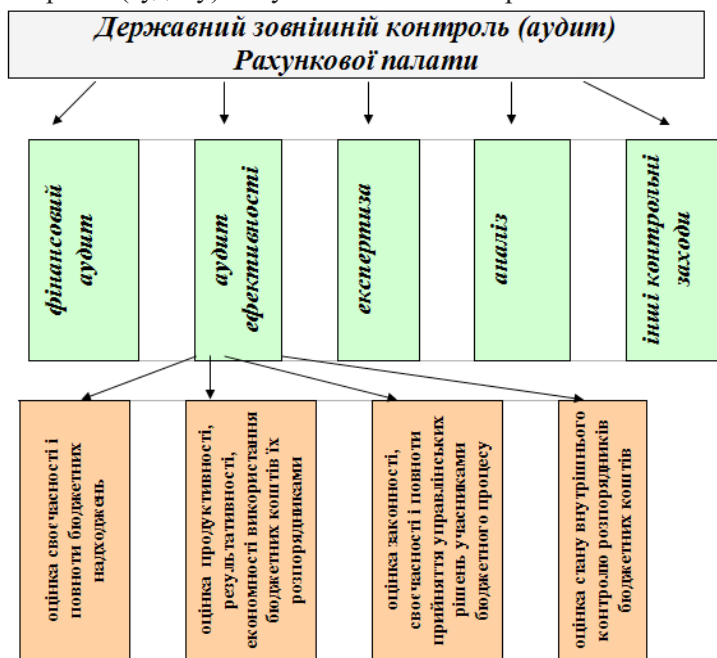 Державний зовнішній контроль (аудит)
Рахункової палати
фінансовий
аудит
аудит
ефективності
експертиза
аналіз
інші контрольні
заходи
оцінка своєчасності і
повноти бюджетних
надходжень
оцінка продуктивності,
результативності,
економності використання
бюджетних коштів їх
розпорядниками
оцінка законності,
своєчасності і повноти
прийняття управлінських
рішень учасниками
бюджетного процесу
оцінка стану внутрішнього
контролю розпорядників
бюджетних коштів